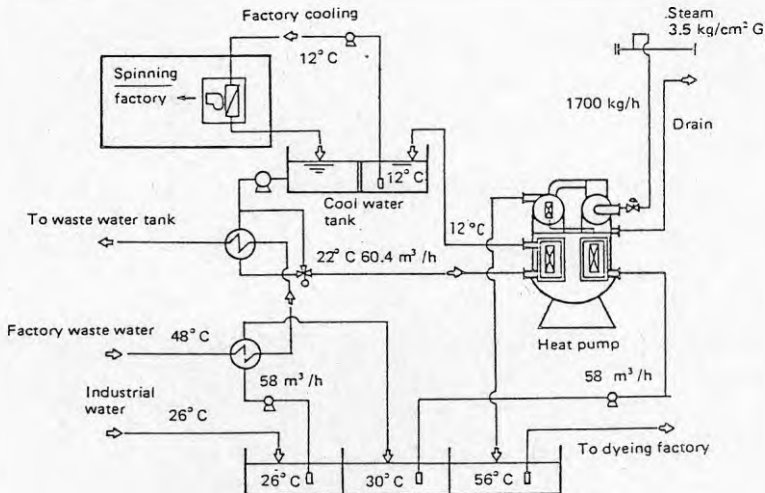 Factory cooling
12°C
Steam
3.5 kg/cm² G
Spinning
factory
1700 kg/h
Drain
12°C
Cool water
tank
To waste water tank
12°C
22°C 60.4 m³/h
Factory waste water
48°C
Heat pump
58 m³/h
58 m³/h
Industrial
water
26°C
To dyeing factory
26°C
30°C
56°C